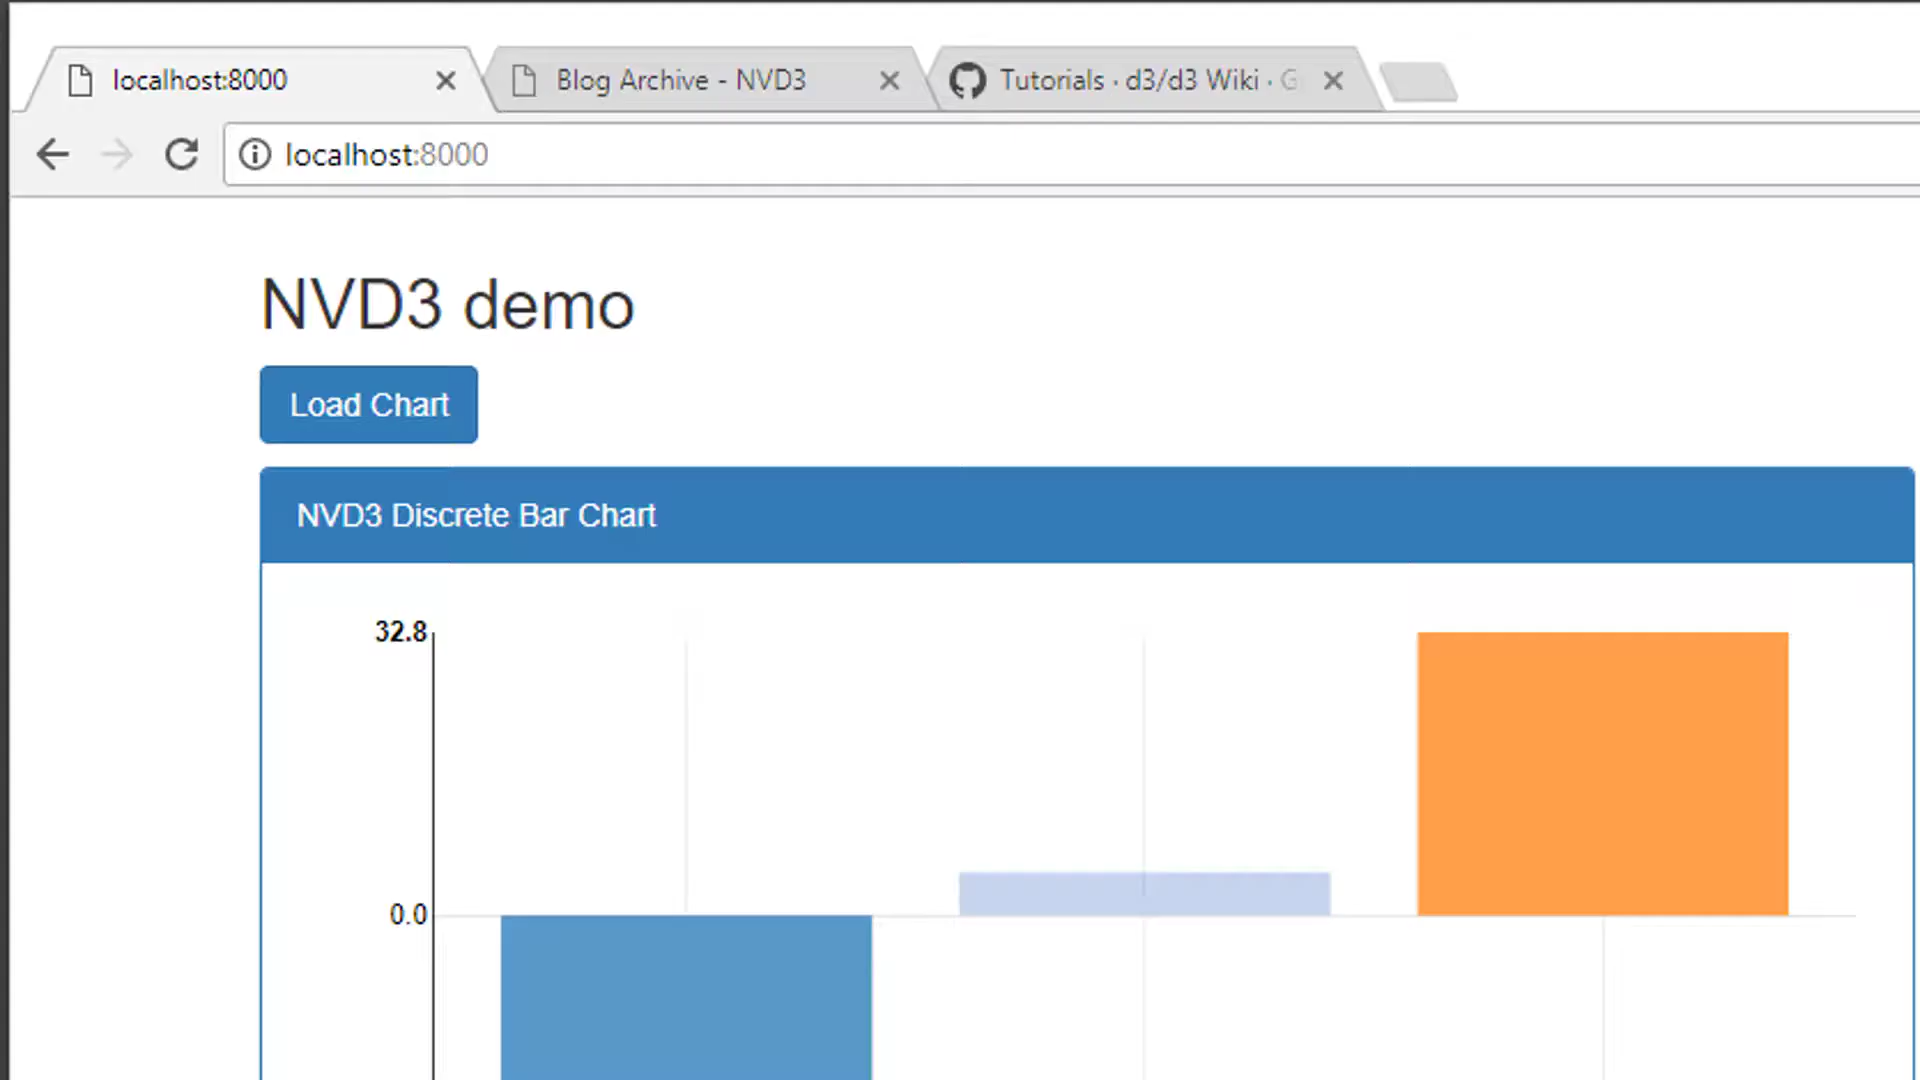 localhost:8000
Blog Archive - NVD3
Tutorials · d3/d3 Wiki · G
localhost:8000
NVD3 demo
Load Chart
NVD3 Discrete Bar Chart
32.8
0.0